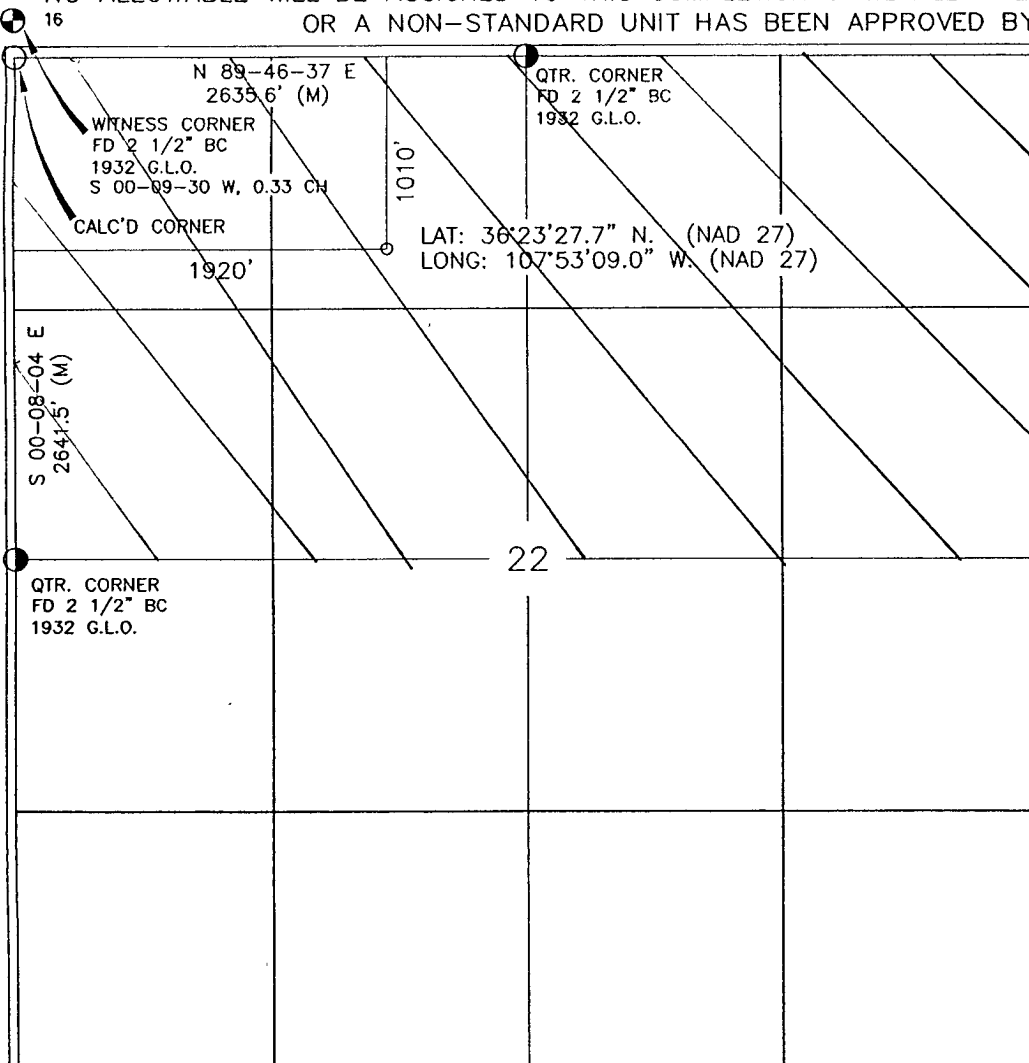 16
OR A NON-STANDARD UNIT HAS BEEN APPROVED BY
N 89-46-37 E
2635.6' (M)
QTR. CORNER
FD 2 1/2" BC
1932 G.L.O.
WITNESS CORNER
FD 2 1/2" BC
1932 G.L.O.
S 00-09-30 W, 0.33 CH
1010'
CALC'D CORNER
LAT: 36°23'27.7" N. (NAD 27)
LONG: 107°53'09.0" W. (NAD 27)
1920'
S 00-08-04 E
2641.5' (M)
22
QTR. CORNER
FD 2 1/2" BC
1932 G.L.O.